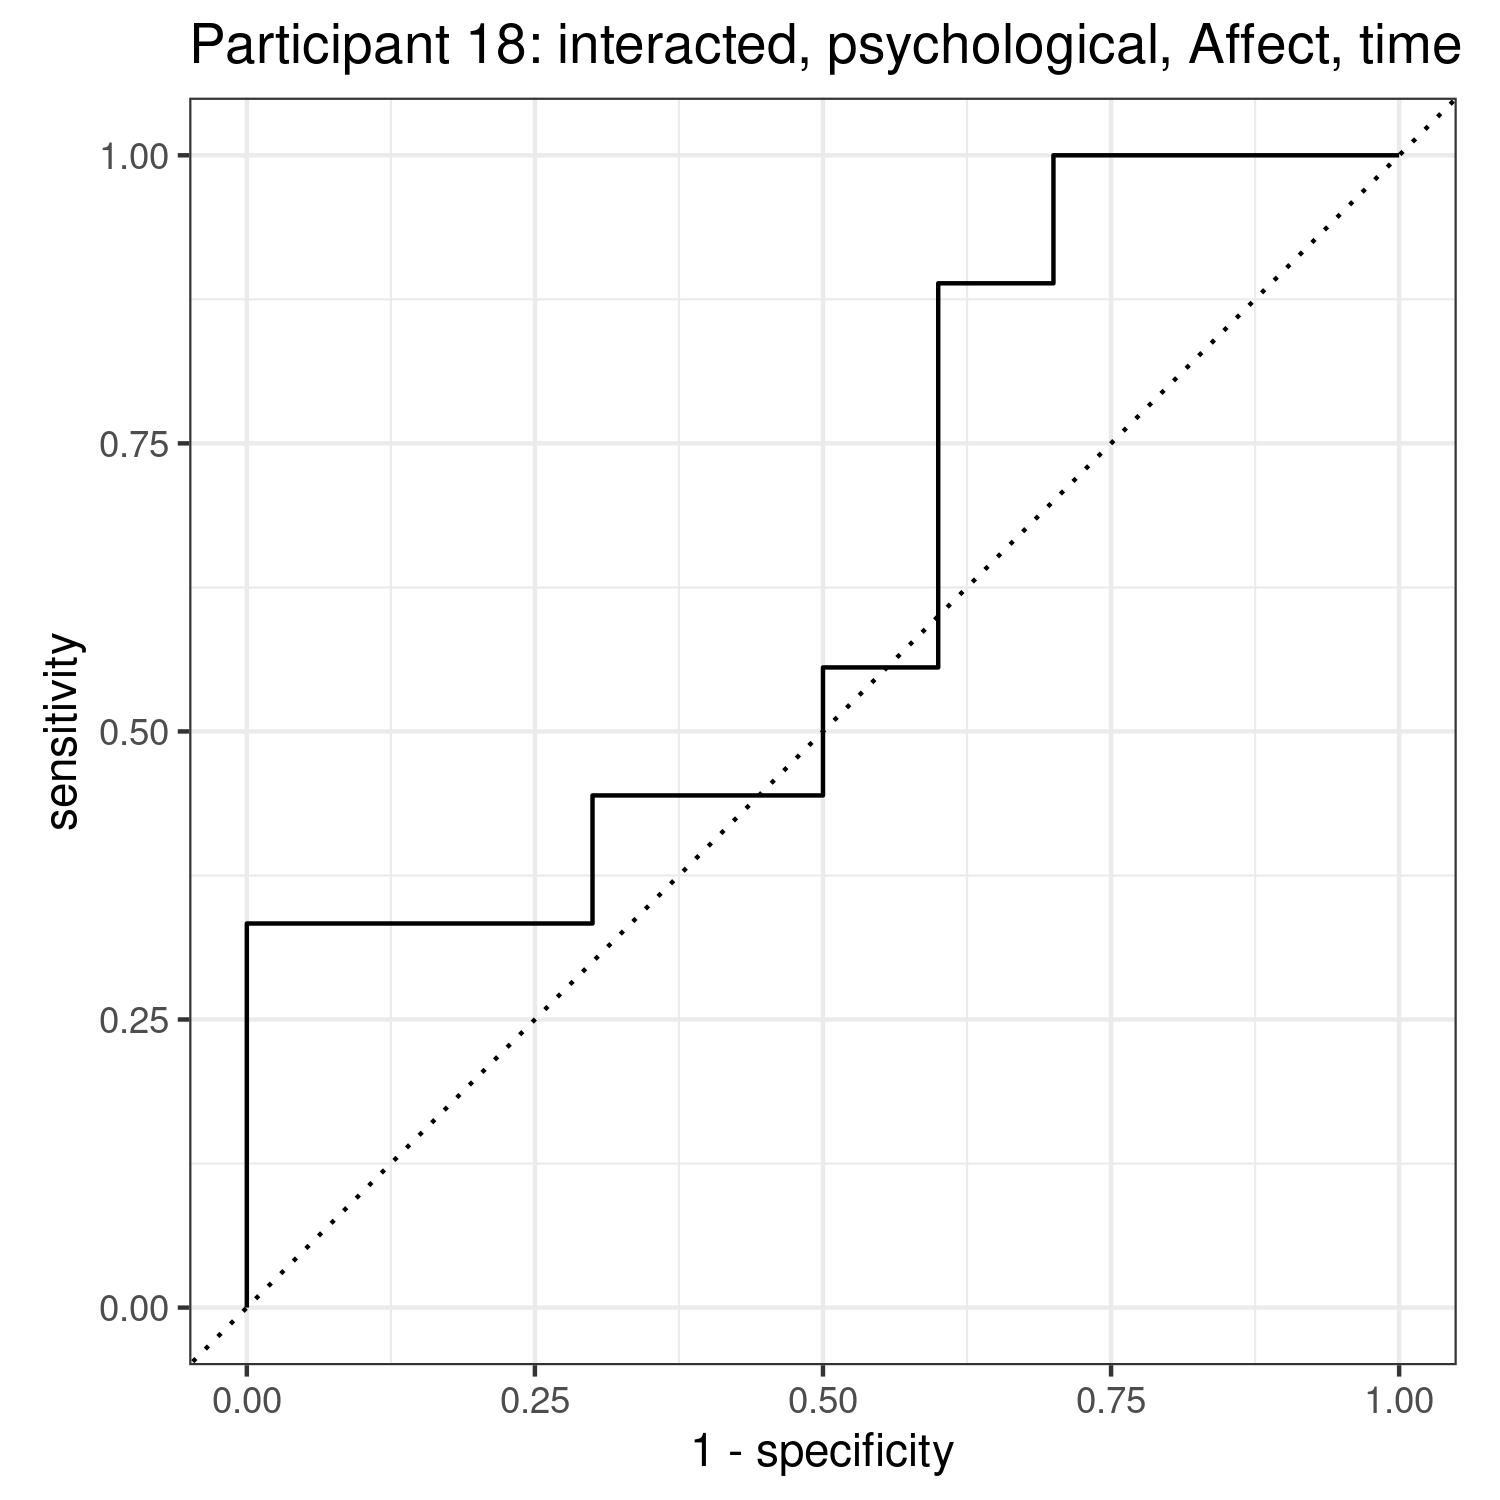 Participant 18: interacted, psychological, Affect, time
1.00
0.75
0.50
0.25
0.00
sensitivity
0.00 0.25 0.50 0.75 1.00
1 - specificity